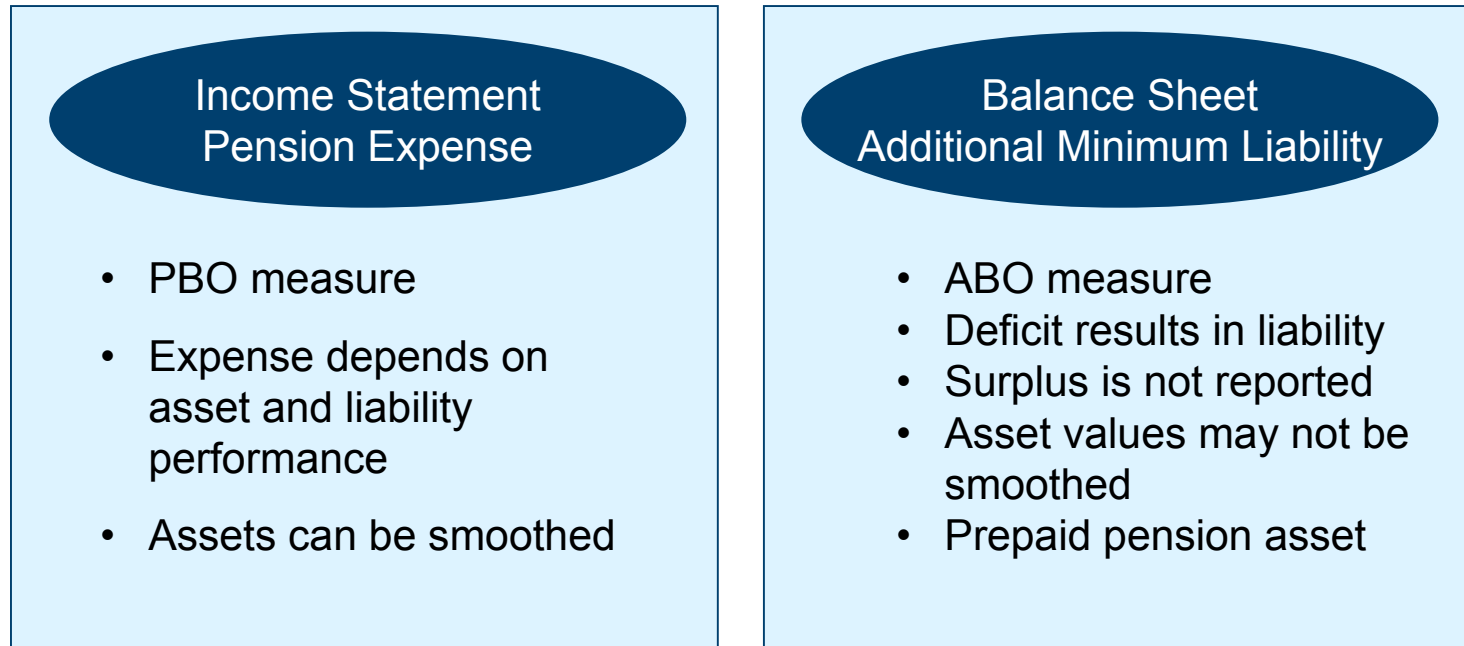 Income Statement
Pension Expense
• PBO measure
• Expense depends on
asset and liability
performance
• Assets can be smoothed
Balance Sheet
Additional Minimum Liability
• ABO measure
• Deficit results in liability
• Surplus is not reported
• Asset values may not be
smoothed
• Prepaid pension asset